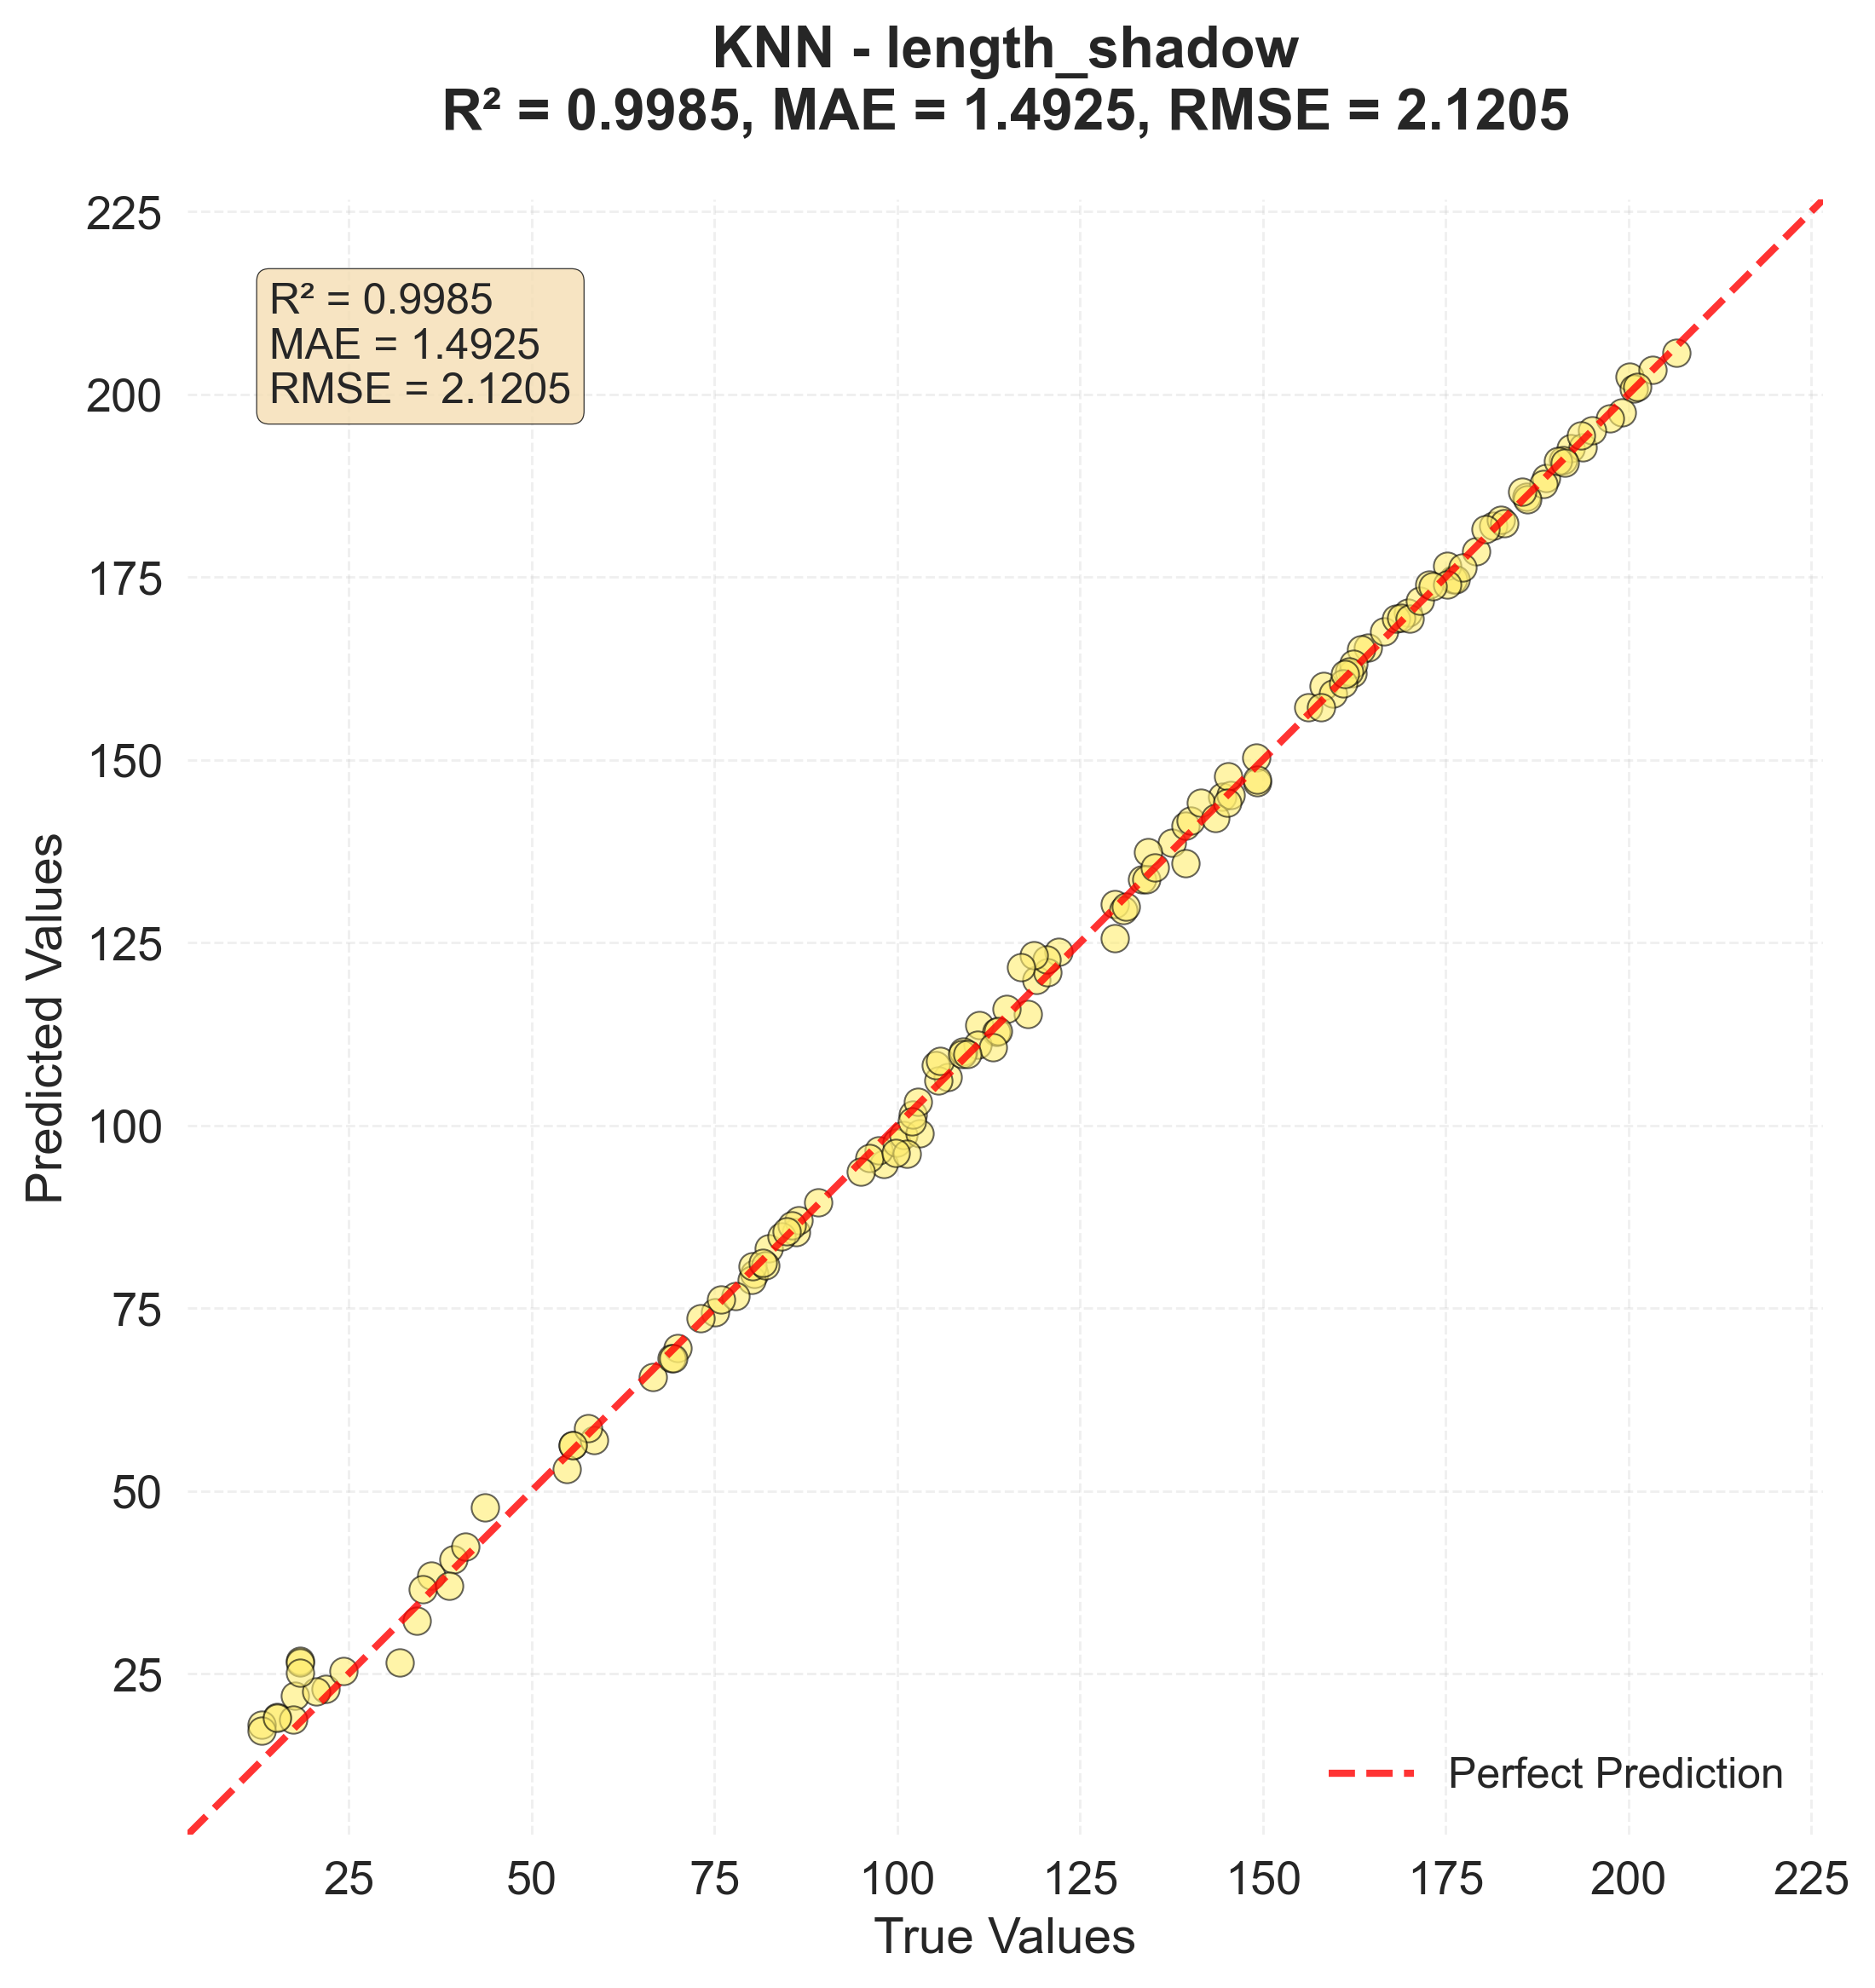 KNN - length_shadow
R² = 0.9985, MAE = 1.4925, RMSE = 2.1205
225
200
175
150
125
100
75
50
25
R² = 0.9985
MAE = 1.4925
RMSE = 2.1205
Predicted Values
Perfect Prediction
25 50 75 100 125 150 175 200 225
True Values